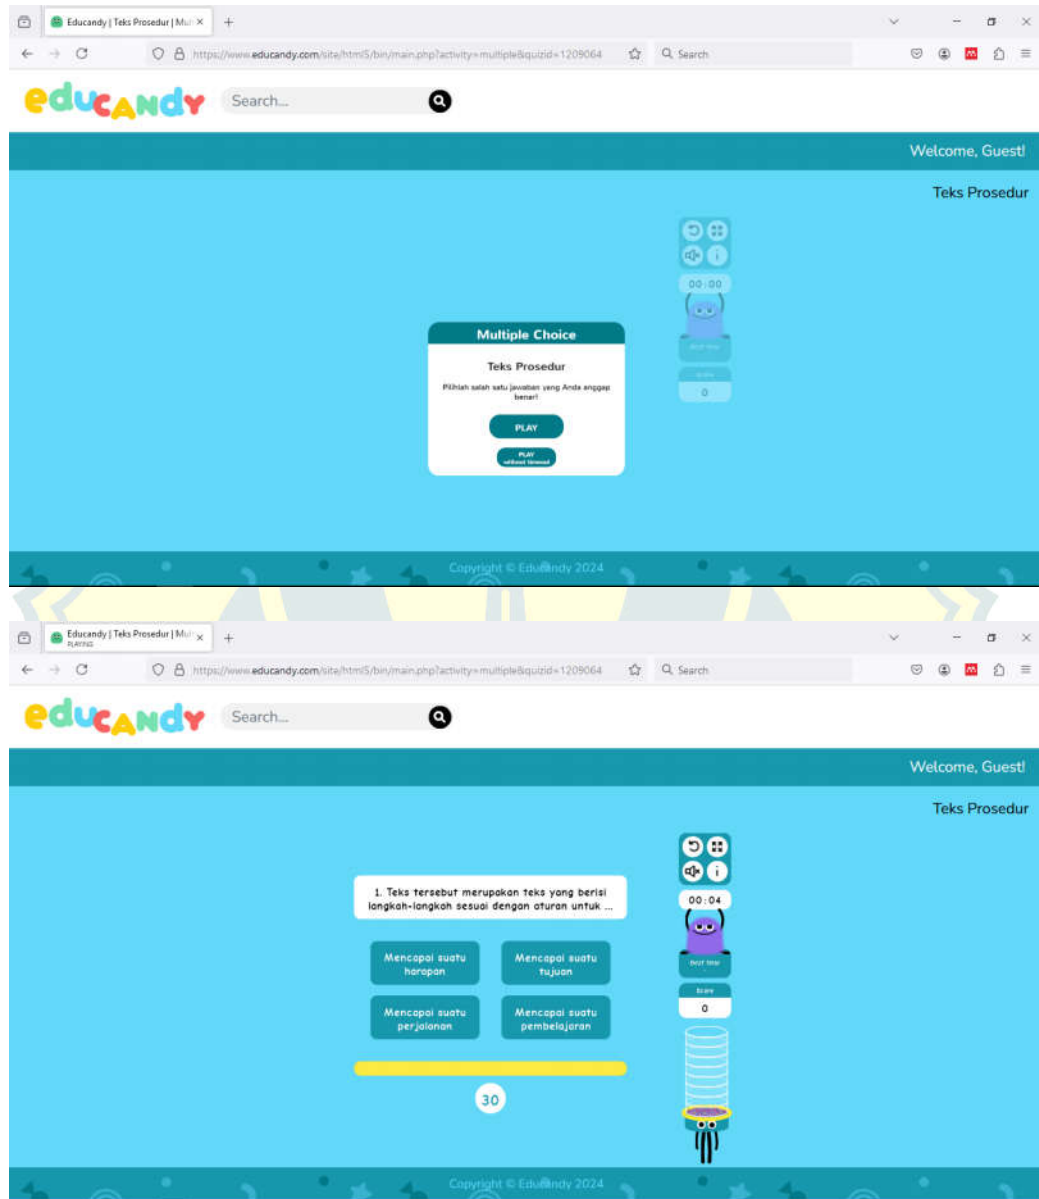 Educandy | Teks Prosedur | Mul
https://www.educandy.com/site/html5/bin/main.php?activity=multiple&quizid=1209064
Search
educandy
Search...
Welcome, Guest!
Teks Prosedur
00:00
Score
0
Multiple Choice
Teks Prosedur
Pilihlah salah satu jawaban yang Anda anggap
benar!
PLAY
PLAY
without timeout
Copyright © Educandy 2024
Educandy | Teks Prosedur | Mul
PLAYING
https://www.educandy.com/site/html5/bin/main.php?activity=multiple&quizid=1209064
Search
educandy
Search...
Welcome, Guest!
Teks Prosedur
1. Teks tersebut merupakan teks yang berisi
langkah-langkah sesuai dengan aturan untuk ...
Mencapai suatu
harapan
Mencapai suatu
tujuan
Mencapai suatu
perjalanan
Mencapai suatu
pembelajaran
30
00:04
Best time
Score
0
Copyright © Educandy 2024